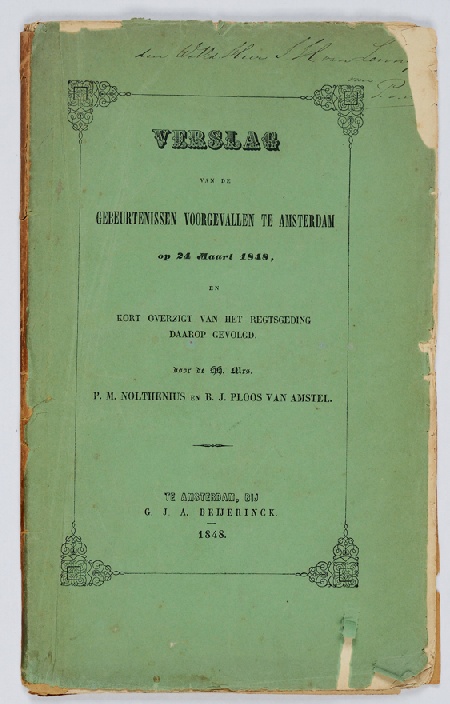 den
VERSLAG
VAN DE
GEBEURTENISSEN VOORGEVALLEN TE AMSTERDAM
op 24 Maart 1848,
EN
KORT OVERZIGT VAN HET REGTSGEDING
DAAROP GEVOLGD.
door de HH. Mrs.
P. M. NOLTHENIUS EN R. J. PLOOS VAN AMSTEL.
TE AMSTERDAM, BIJ
G. J. A. BEIJERINCK.
1848.